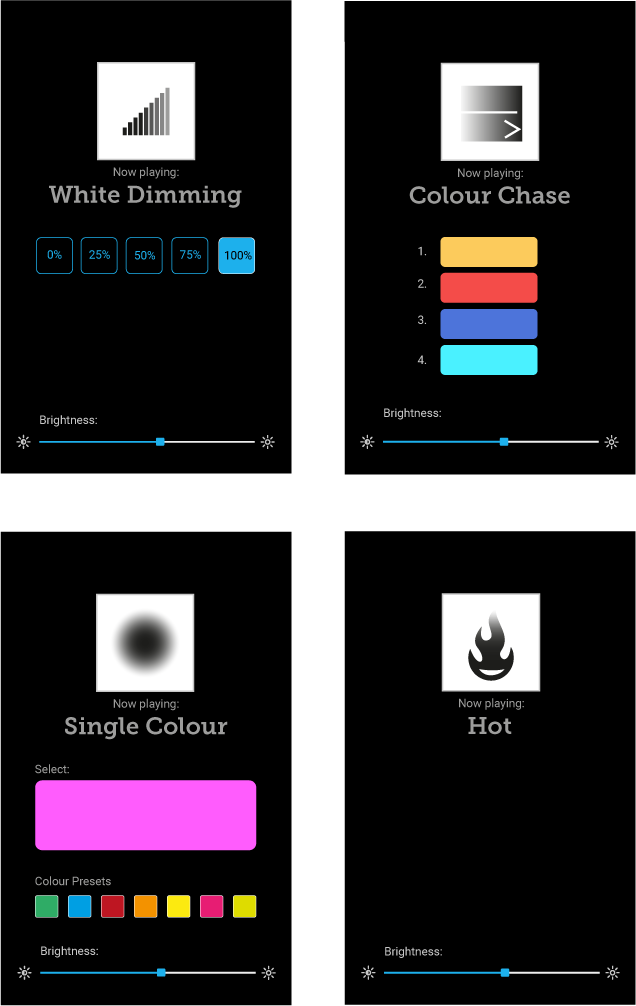 Now playing:
White Dimming
0% 25% 50% 75% 100%
Brightness:
Now playing:
Colour Chase
1.
2.
3.
4.
Brightness:
Now playing:
Single Colour
Select:
Colour Presets
Brightness:
Now playing:
Hot
Brightness: